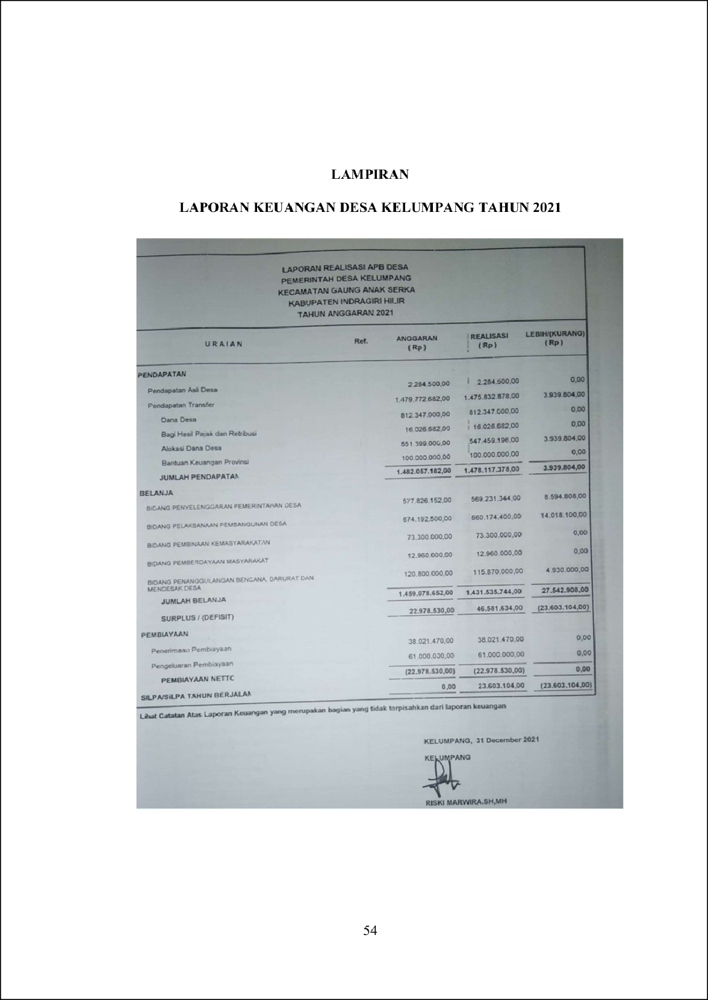 LAMPIRAN
LAPORAN KEUANGAN DESA KELUMPANG TAHUN 2021
LAPORAN REALISASI APB DESA
PEMERINTAH DESA KELUMPANG
KECAMATAN GAUNG ANAK SERKA
KABUPATEN INDRAGIRI HILIR
TAHUN ANGGARAN 2021
URAIAN Ref. ANGGARAN (Rp) REALISASI (Rp) LEBIH/(KURANG) (Rp)
PENDAPATAN
Pendapatan Asli Desa 2.284.500,00 2.284.500,00 0,00
Pendapatan Transfer 1.479.772.682,00 1.475.832.878,00 3.939.804,00
Dana Desa 812.347.000,00 812.347.000,00 0,00
Bagi Hasil Pajak dan Retribusi 16.026.682,00 16.026.682,00 0,00
Alokasi Dana Desa 551.399.000,00 547.459.196,00 3.939.804,00
Bantuan Keuangan Provinsi 100.000.000,00 100.000.000,00 0,00
JUMLAH PENDAPATAN 1.482.057.182,00 1.478.117.378,00 3.939.804,00
BELANJA
BIDANG PENYELENGGARAN PEMERINTAHAN DESA 577.826.152,00 569.231.344,00 8.594.808,00
BIDANG PELAKSANAAN PEMBANGUNAN DESA 674.192.500,00 660.174.400,00 14.018.100,00
BIDANG PEMBINAAN KEMASYARAKATAN 73.300.000,00 73.300.000,00 0,00
BIDANG PEMBERDAYAAN MASYARAKAT 12.960.000,00 12.960.000,00 0,00
BIDANG PENANGGULANGAN BENCANA, DARURAT DAN 120.800.000,00 115.870.000,00 4.930.000,00
MENDESAK DESA
JUMLAH BELANJA 1.459.078.652,00 1.431.535.744,00 27.542.908,00
SURPLUS / (DEFISIT) 22.978.530,00 46.581.634,00 (23.603.104,00)
PEMBIAYAAN
Penerimaan Pembiayaan 38.021.470,00 38.021.470,00 0,00
Pengeluaran Pembiayaan 61.000.000,00 61.000.000,00 0,00
PEMBIAYAAN NETTO (22.978.530,00) (22.978.530,00) 0,00
SILPA/SiLPA TAHUN BERJALAN 0,00 23.603.104,00 (23.603.104,00)
Lihat Catatan Atas Laporan Keuangan yang merupakan bagian yang tidak terpisahkan dari laporan keuangan
KELUMPANG, 31 December 2021
KELUMPANG
RISKI MARWIRA.SH,MH
54